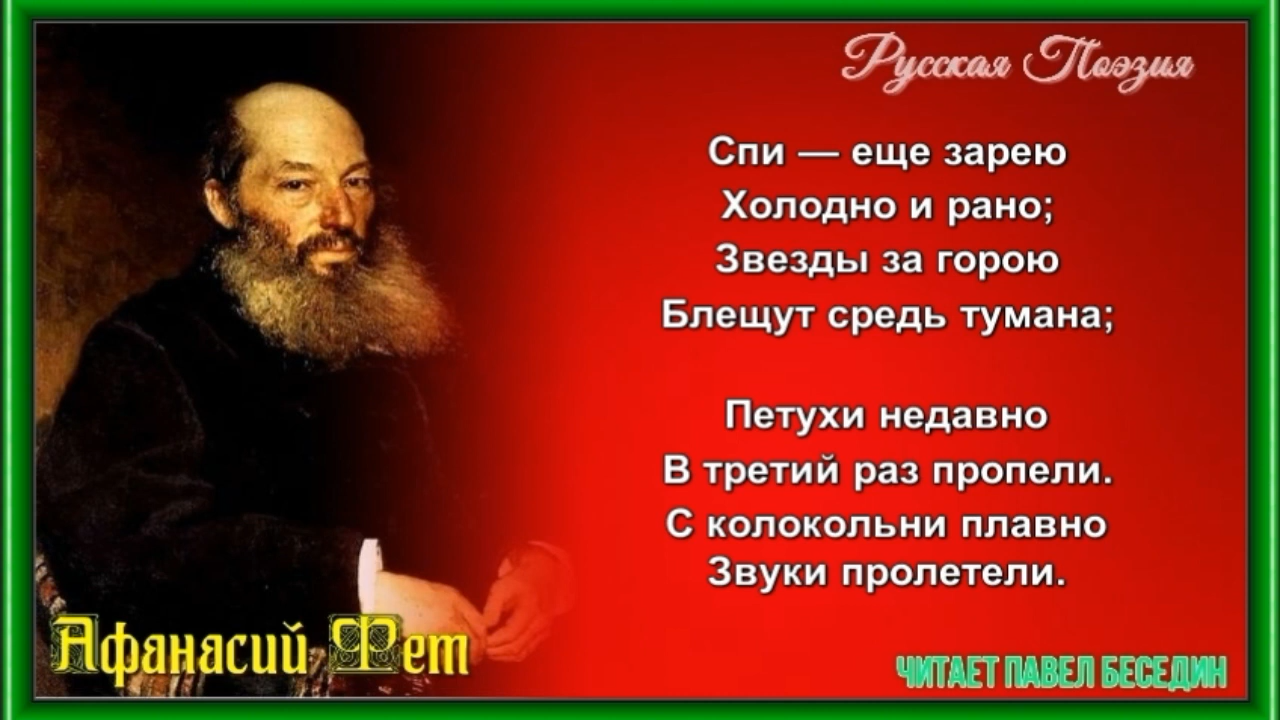 Русская Поэзия
Спи — еще зарею
Холодно и рано;
Звезды за горою
Блещут средь тумана;
Петухи недавно
В третий раз пропели.
С колокольни плавно
Звуки пролетели.
Афанасий Фет
ЧИТАЕТ ПАВЕЛ БЕСЕДИН